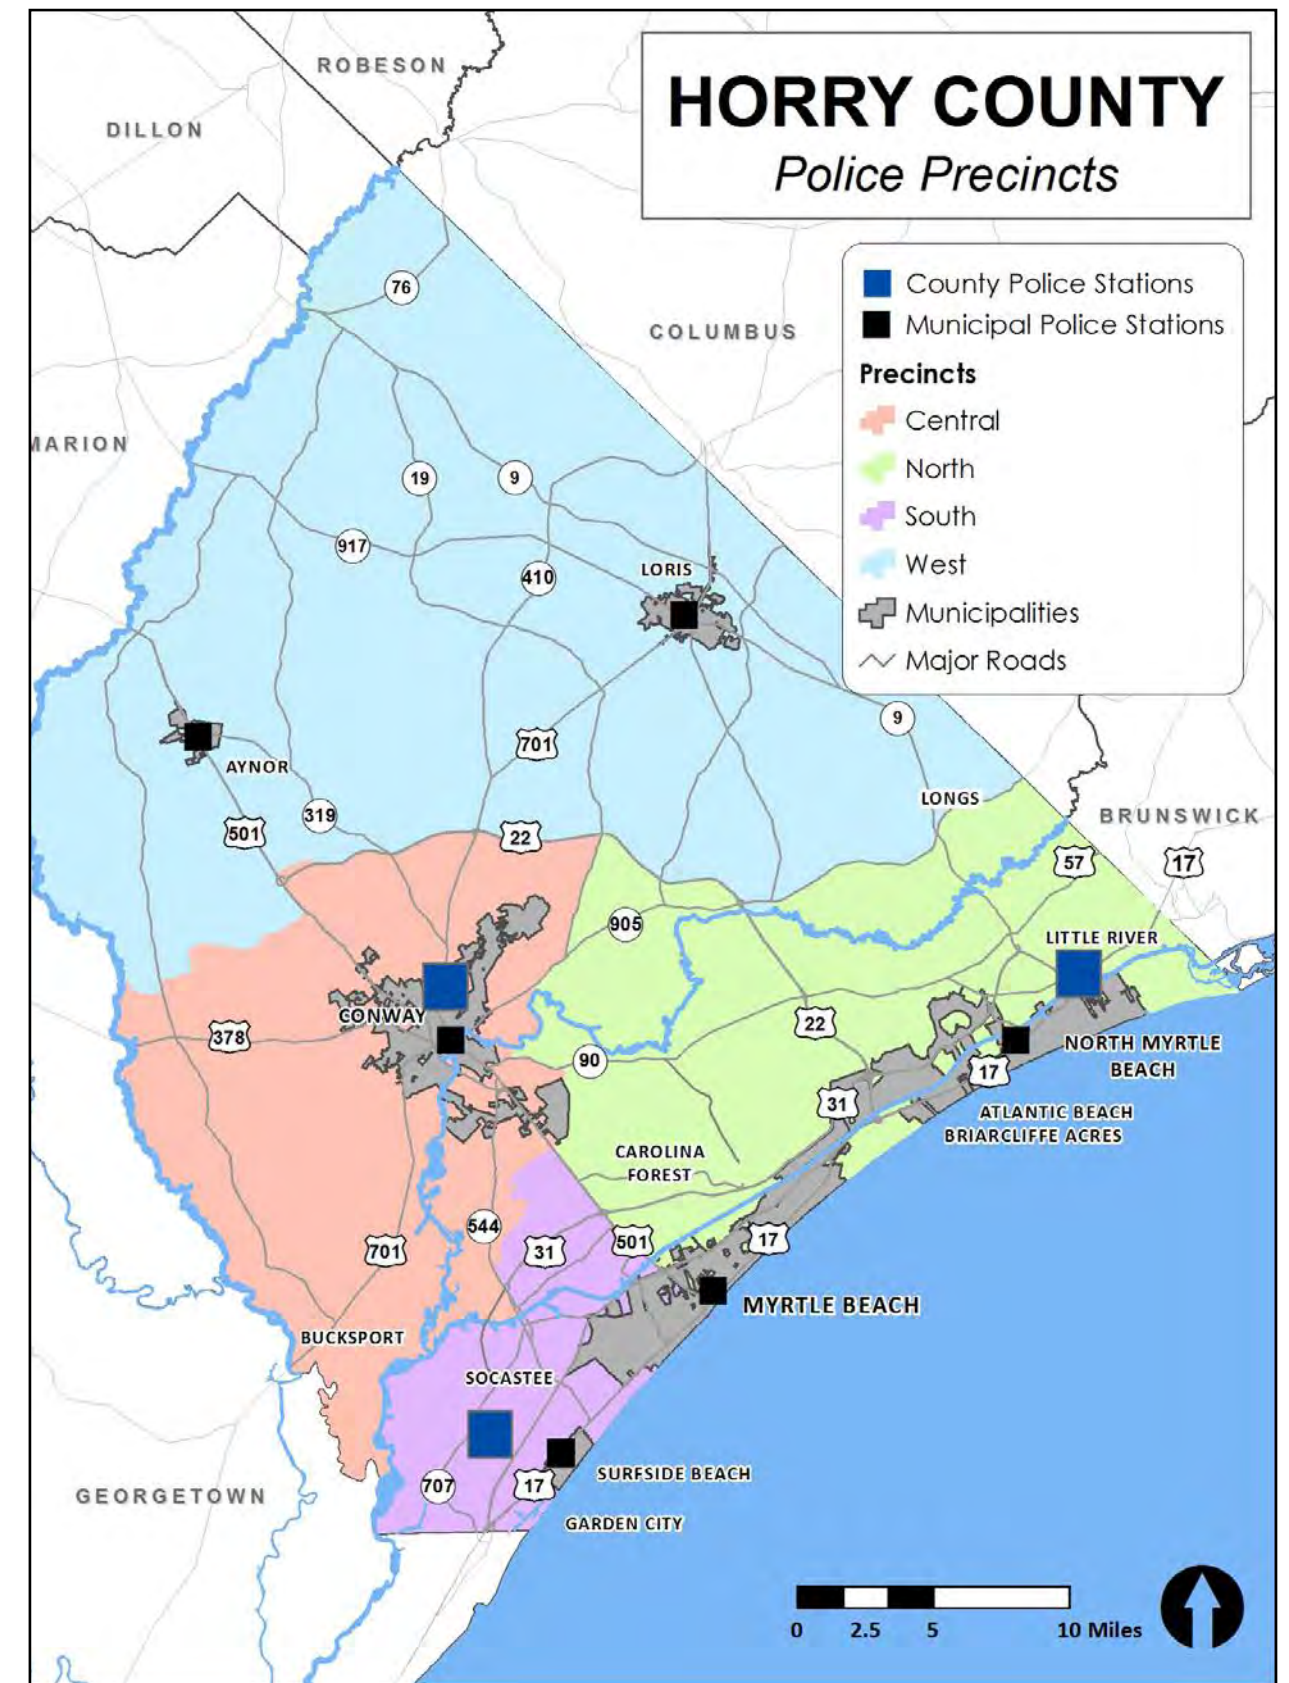 HORRY COUNTY
Police Precincts
County Police Stations
Municipal Police Stations
Precincts
Central
North
South
West
Municipalities
Major Roads
ROBESON
DILLON
COLUMBUS
MARION
BRUNSWICK
GEORGETOWN
76
19
9
917
410
LORIS
701
9
AYNOR
LONGS
319
501
22
57
17
905
LITTLE RIVER
CONWAY
378
22
NORTH MYRTLE
BEACH
90
17
31
ATLANTIC BEACH
BRIARCLIFFE ACRES
CAROLINA
FOREST
544
701
31
501
17
MYRTLE BEACH
BUCKSPORT
SOCASTEE
SURFSIDE BEACH
707
17
GARDEN CITY
0 2.5 5 10 Miles